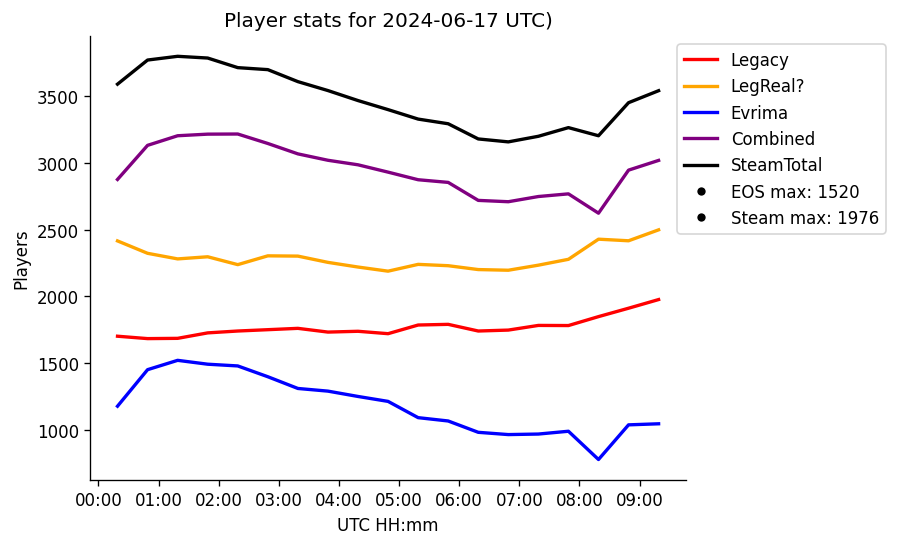 Player stats for 2024-06-17 UTC)
Legacy
LegReal?
Evrima
Combined
SteamTotal
EOS max: 1520
Steam max: 1976
Players
3500
3000
2500
2000
1500
1000
00:00 01:00 02:00 03:00 04:00 05:00 06:00 07:00 08:00 09:00
UTC HH:mm